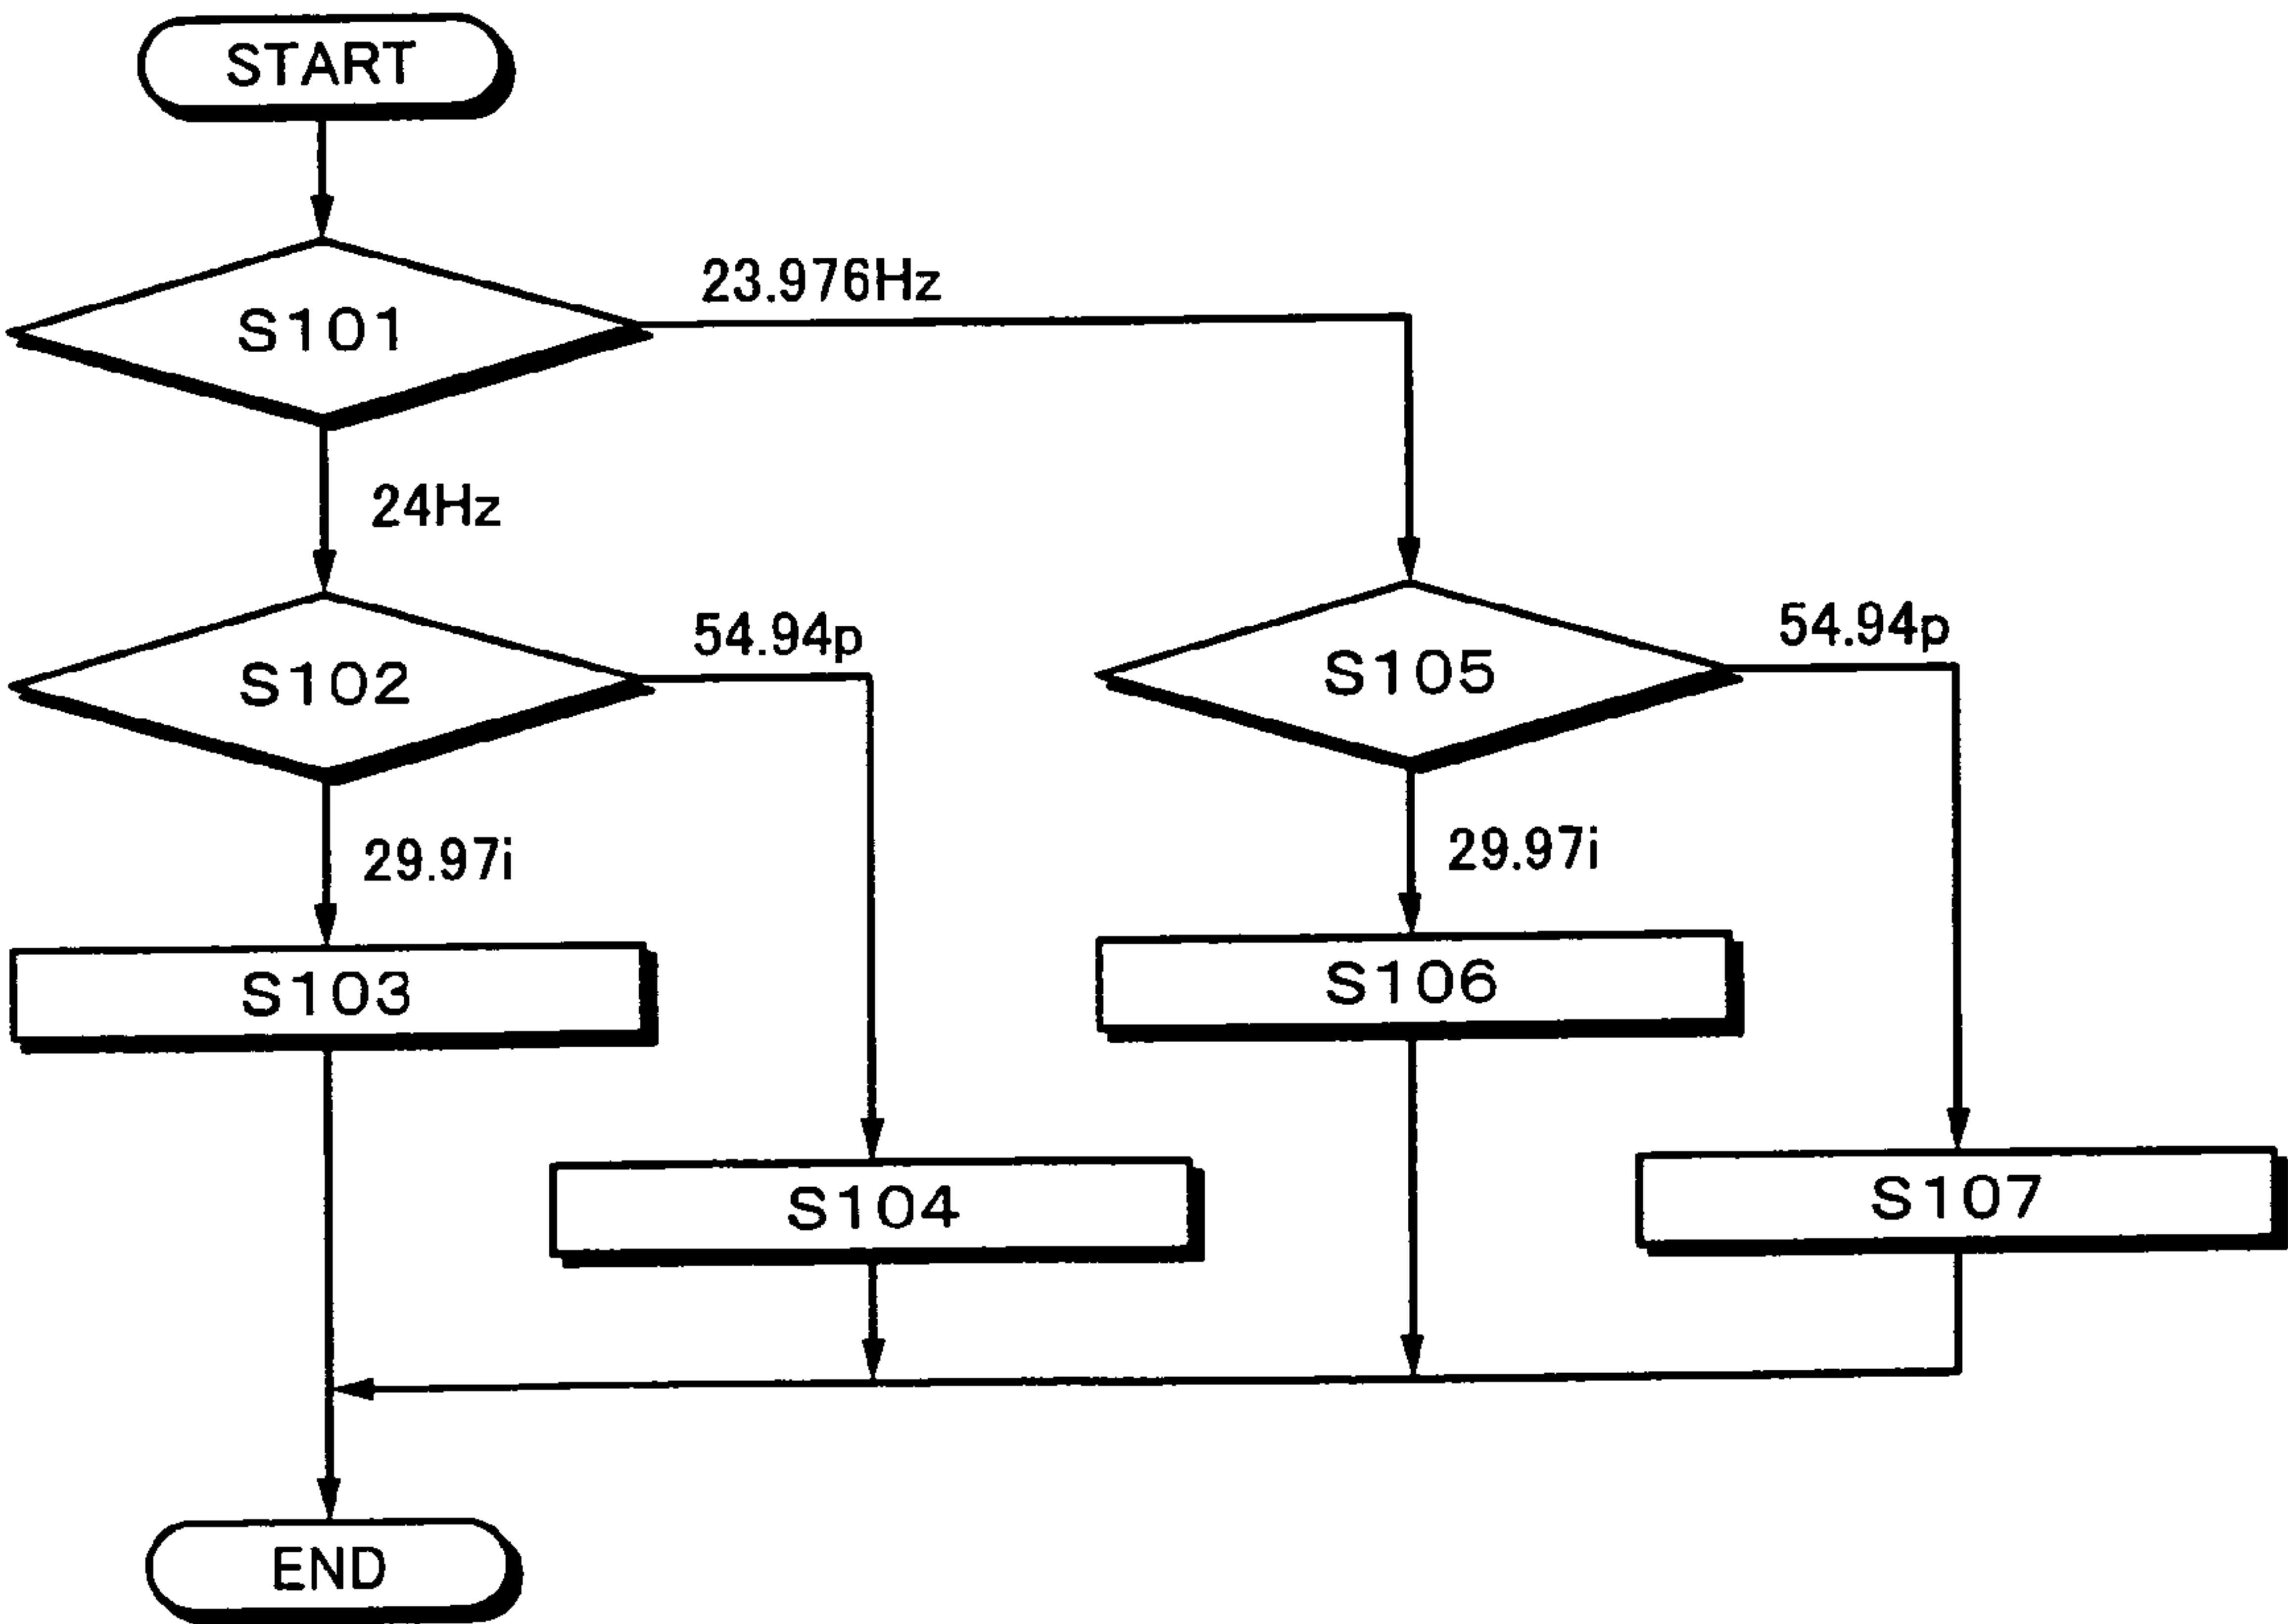 START
S101
23.976Hz
24Hz
S102
54.94p
S105
54.94p
29.97i
29.97i
S103
S106
S104
S107
END